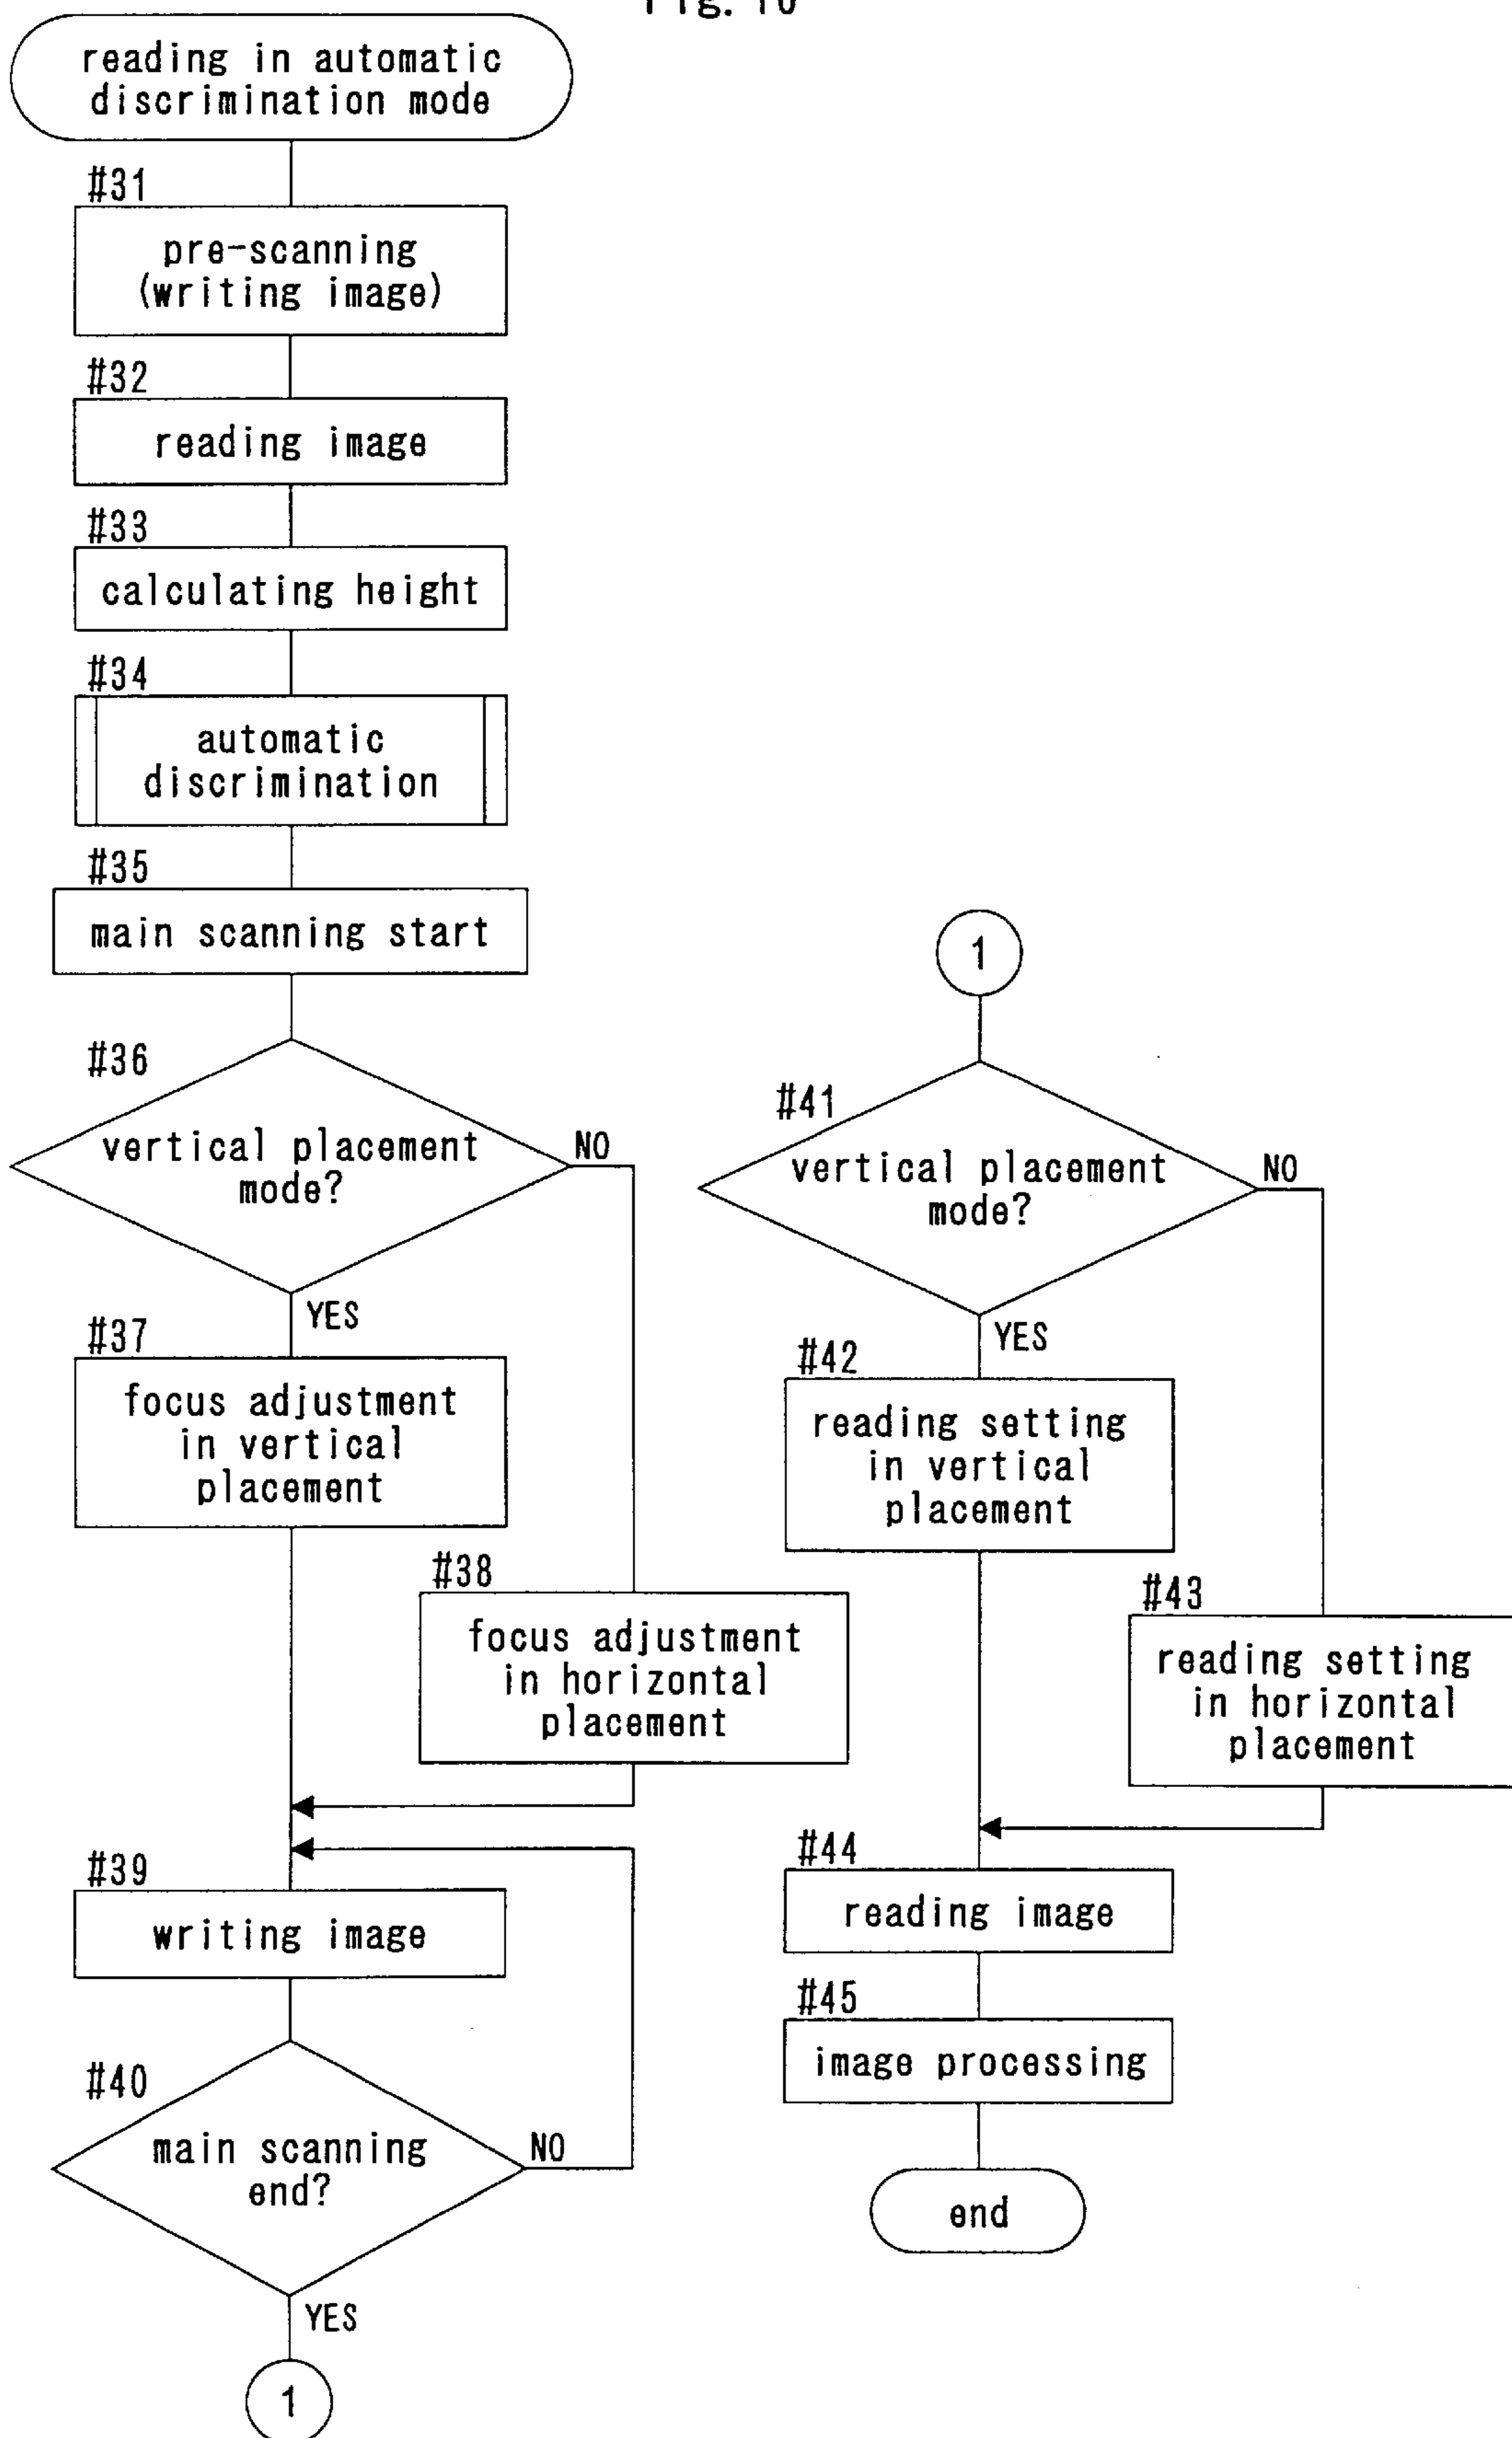 Fig. 10
reading in automatic
discrimination mode
#31
pre-scanning
(writing image)
#32
reading image
#33
calculating height
#34
automatic
discrimination
#35
main scanning start
#36
vertical placement
mode?
NO
YES
#37
focus adjustment
in vertical
placement
#38
focus adjustment
in horizontal
placement
#39
writing image
#40
main scanning
end?
NO
YES
1
1
#41
vertical placement
mode?
NO
YES
#42
reading setting
in vertical
placement
#43
reading setting
in horizontal
placement
#44
reading image
#45
image processing
end